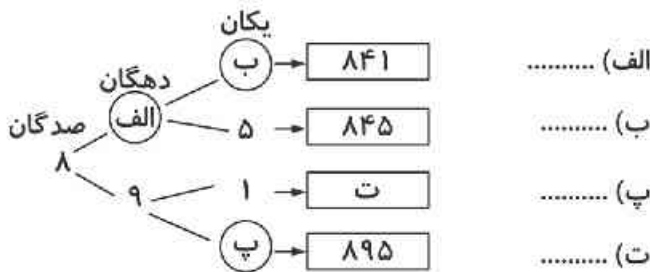 یکان
ب ۸۴۱ الف) ..........
دهگان
صدگان الف ۵ ۸۴۵ ب) ..........
۸
۹ ۱ ت پ) ..........
پ ۸۹۵ ت) ..........